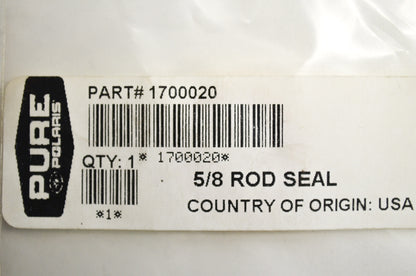 PURE
POLARIS
PART# 1700020
*1700020*
QTY: 1
*1*
5/8 ROD SEAL
COUNTRY OF ORIGIN: USA